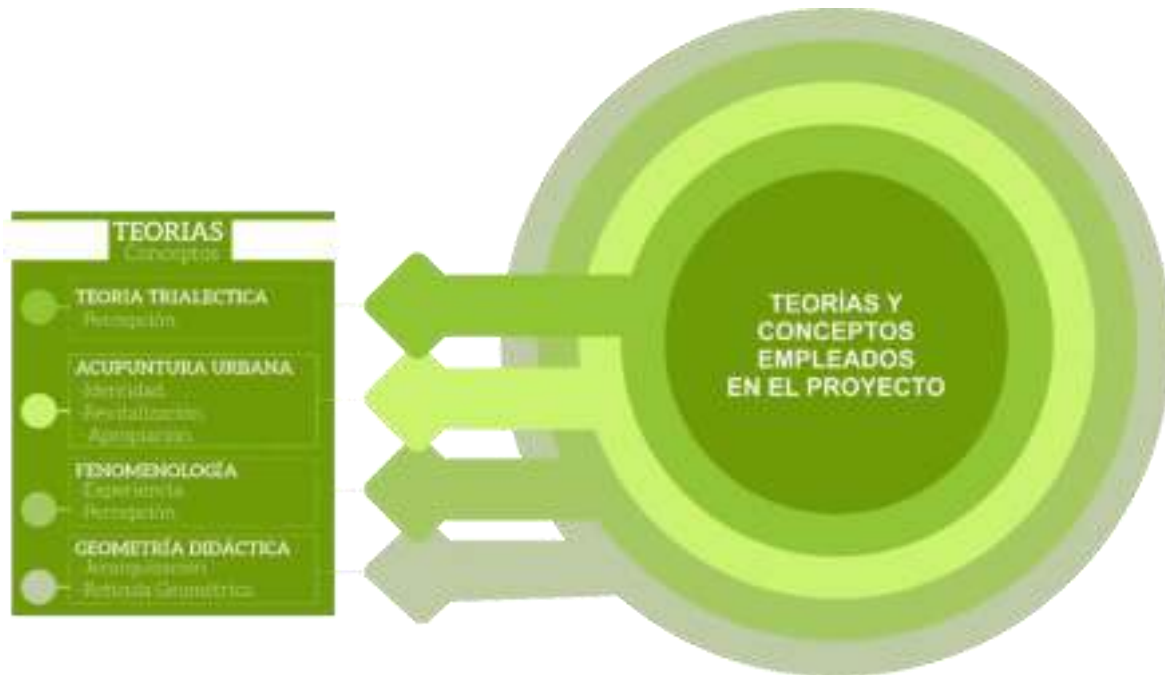 TEORIAS
Conceptos
TEORIA TRIALECTICA
-Percepción
ACUPUNTURA URBANA
-Identidad
-Revitalización
-Apropiación
FENOMENOLOGÍA
-Experiencia
-Percepción
GEOMETRÍA DIDÁCTICA
-Jerarquización
-Retícula Geométrica
TEORÍAS Y
CONCEPTOS
EMPLEADOS
EN EL PROYECTO